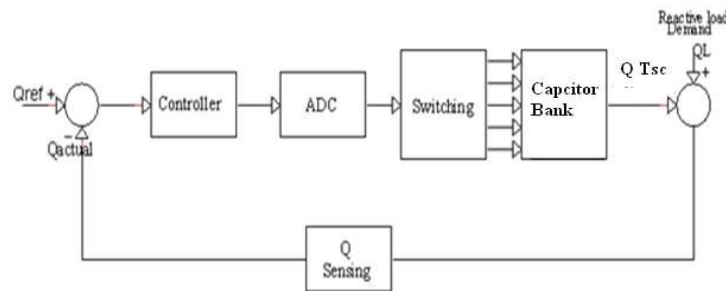 Reactive load
Demand
QL
+
Qref +
−
Qactual
Controller
ADC
Switching
Capcitor
Bank
Q Tsc
Q
Sensing